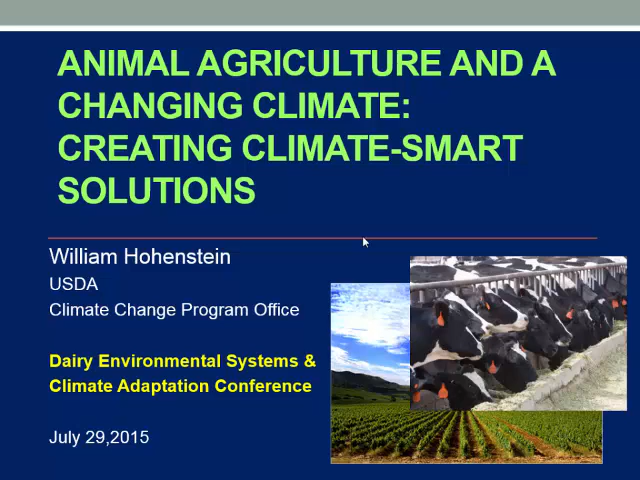 ANIMAL AGRICULTURE AND A
CHANGING CLIMATE:
CREATING CLIMATE-SMART
SOLUTIONS
William Hohenstein
USDA
Climate Change Program Office
Dairy Environmental Systems &
Climate Adaptation Conference
July 29,2015